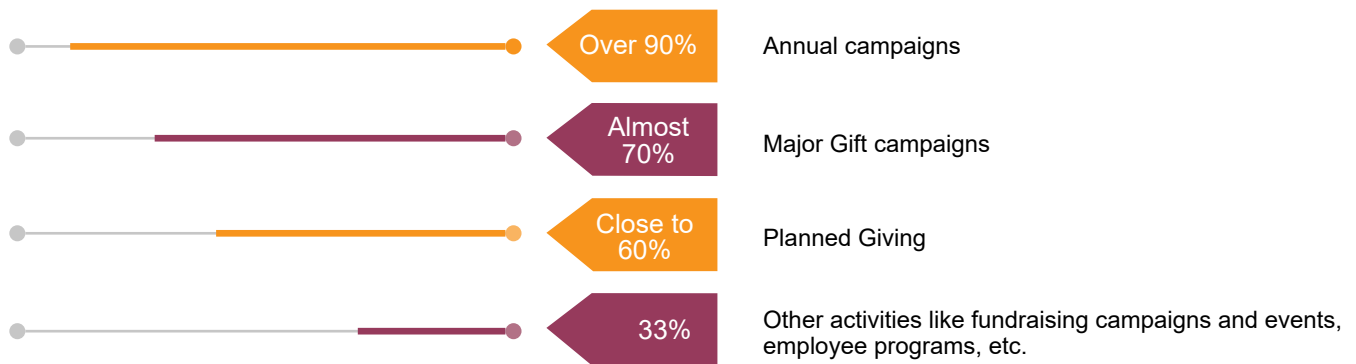 Over 90%
Annual campaigns
Almost
70%
Major Gift campaigns
Close to
60%
Planned Giving
33%
Other activities like fundraising campaigns and events,
employee programs, etc.